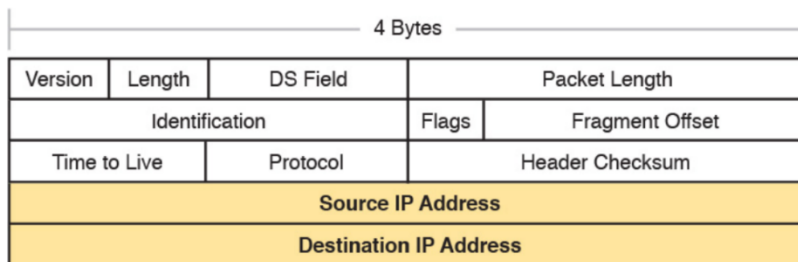 4 Bytes
Version Length DS Field Packet Length
Identification Flags Fragment Offset
Time to Live Protocol Header Checksum
Source IP Address
Destination IP Address